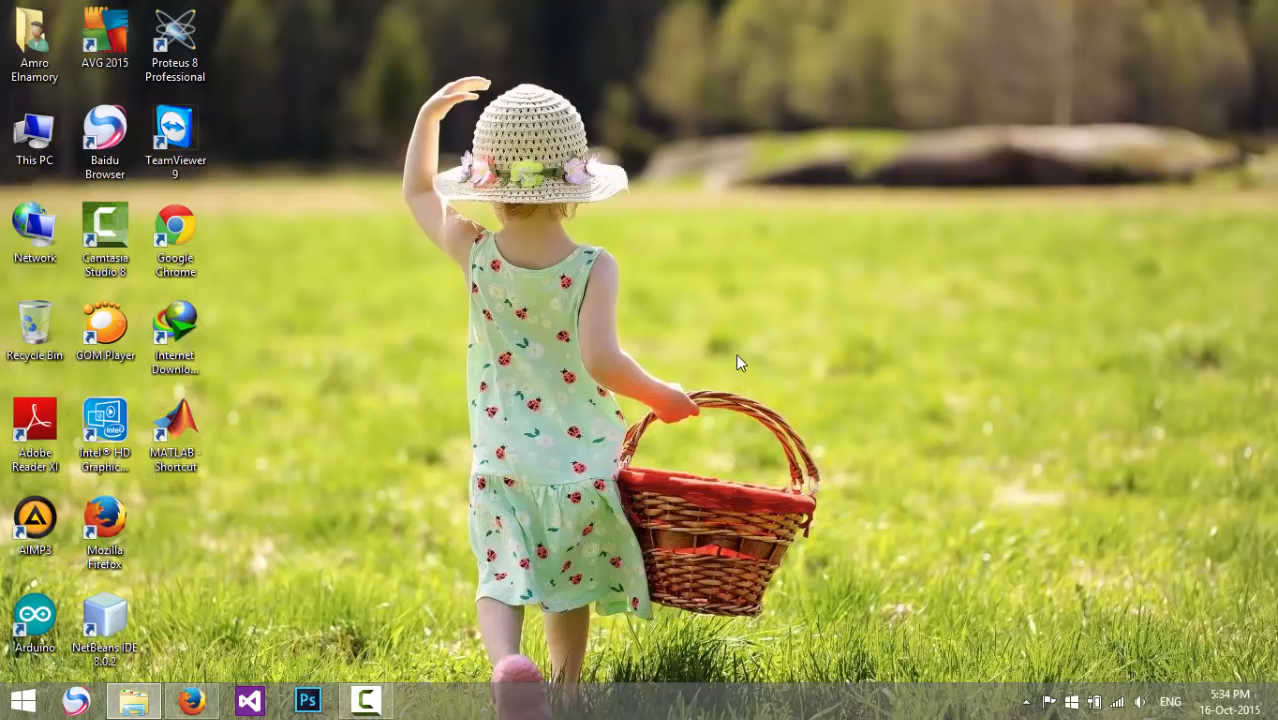 Amro
Elnamory
AVG 2015
Proteus 8
Professional
This PC
Baidu
Browser
TeamViewer
9
Network
Camtasia
Studio 8
Google
Chrome
Recycle Bin
GOM Player
Internet
Downlo...
Adobe
Reader XI
Intel® HD
Graphic...
MATLAB -
Shortcut
AIMP3
Mozilla
Firefox
Arduino
NetBeans IDE
8.0.2
Ps
ENG
5:34 PM
16-Oct-2015